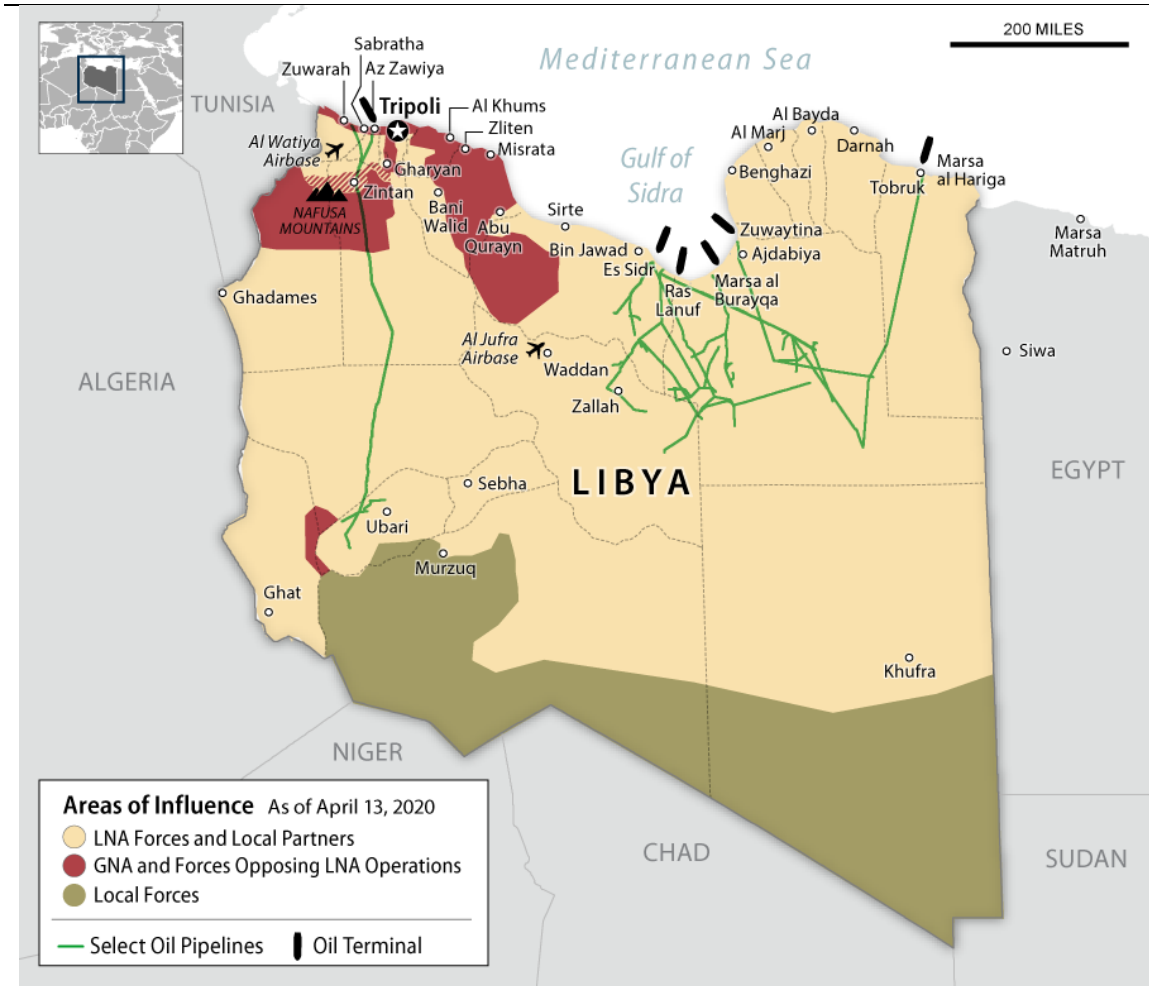 200 MILES
Mediterranean Sea
Sabratha
Zuwarah
Az Zawiya
TUNISIA
Tripoli
Al Khums
Zliten
Misrata
Al Watiya
Airbase
Gharyan
Zintan
NAFUSA
MOUNTAINS
Bani
Walid
Abu
Qurayn
Sirte
Gulf of
Sidra
Al Bayda
Al Marj
Darnah
Benghazi
Tobruk
Marsa
al Hariga
Marsa
Matruh
Bin Jawad
Es Sidr
Zuwaytina
Ajdabiya
Ras
Lanuf
Marsa al
Burayqa
Ghadames
Al Jufra
Airbase
Waddan
Zallah
Siwa
ALGERIA
LIBYA
EGYPT
Sebha
Ubari
Murzuq
Ghat
Khufra
NIGER
CHAD
SUDAN
Areas of Influence As of April 13, 2020
LNA Forces and Local Partners
GNA and Forces Opposing LNA Operations
Local Forces
Select Oil Pipelines
Oil Terminal